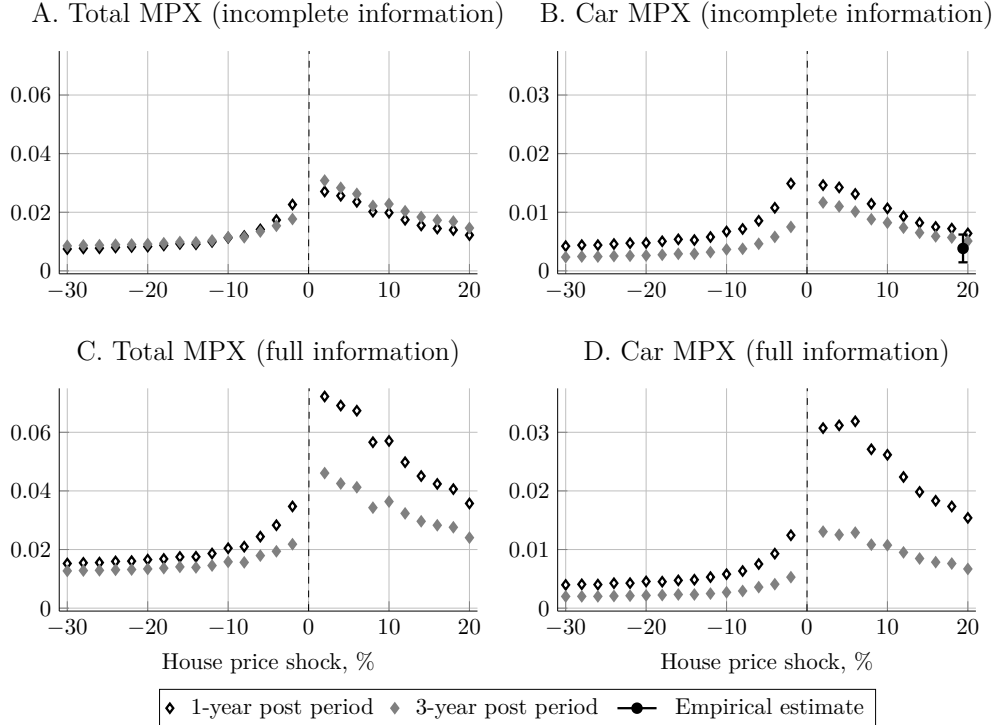 A. Total MPX (incomplete information)
B. Car MPX (incomplete information)
0.06
0.04
0.02
0
−30 −20 −10 0 10 20
0.03
0.02
0.01
0
−30 −20 −10 0 10 20
C. Total MPX (full information)
D. Car MPX (full information)
0.06
0.04
0.02
0
−30 −20 −10 0 10 20
House price shock, %
0.03
0.02
0.01
0
−30 −20 −10 0 10 20
House price shock, %
1-year post period 3-year post period Empirical estimate